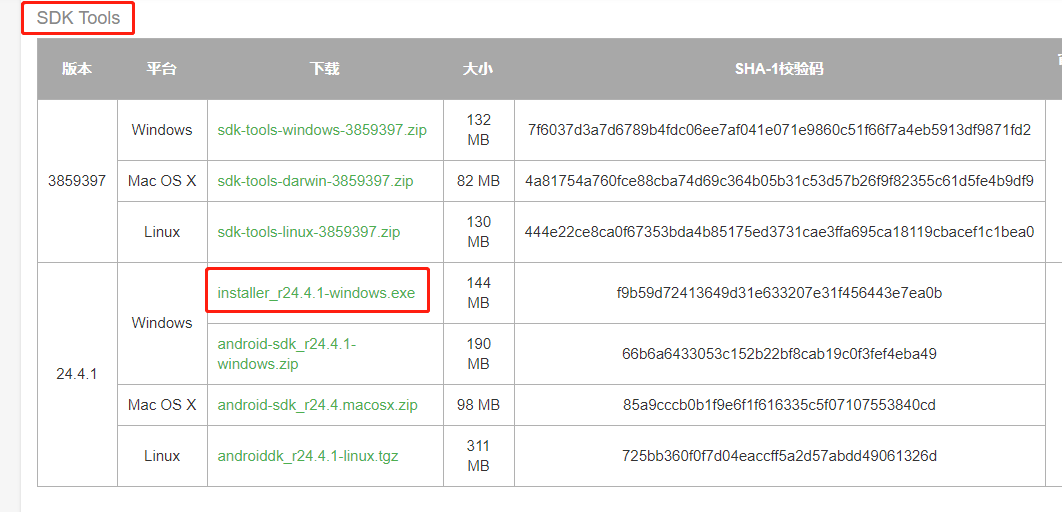 SDK Tools
版本 平台 下载 大小 SHA-1校验码
3859397
Windows sdk-tools-windows-3859397.zip 132 MB 7f6037d3a7d6789b4fdc06ee7af041e071e9860c51f66f7a4eb5913df9871fd2
Mac OS X sdk-tools-darwin-3859397.zip 82 MB 4a81754a760fce88cba74d69c364b05b31c53d57b26f9f82355c61d5fe4b9df9
Linux sdk-tools-linux-3859397.zip 130 MB 444e22ce8ca0f67353bda4b85175ed3731cae3ffa695ca18119cbacef1c1bea0
24.4.1
Windows
installer_r24.4.1-windows.exe 144 MB f9b59d72413649d31e633207e31f456443e7ea0b
android-sdk_r24.4.1-
windows.zip 190 MB 66b6a6433053c152b22bf8cab19c0f3fef4eba49
Mac OS X android-sdk_r24.4.macosx.zip 98 MB 85a9cccb0b1f9e6f1f616335c5f07107553840cd
Linux androiddk_r24.4.1-linux.tgz 311 MB 725bb360f0f7d04eaccff5a2d57abdd49061326d